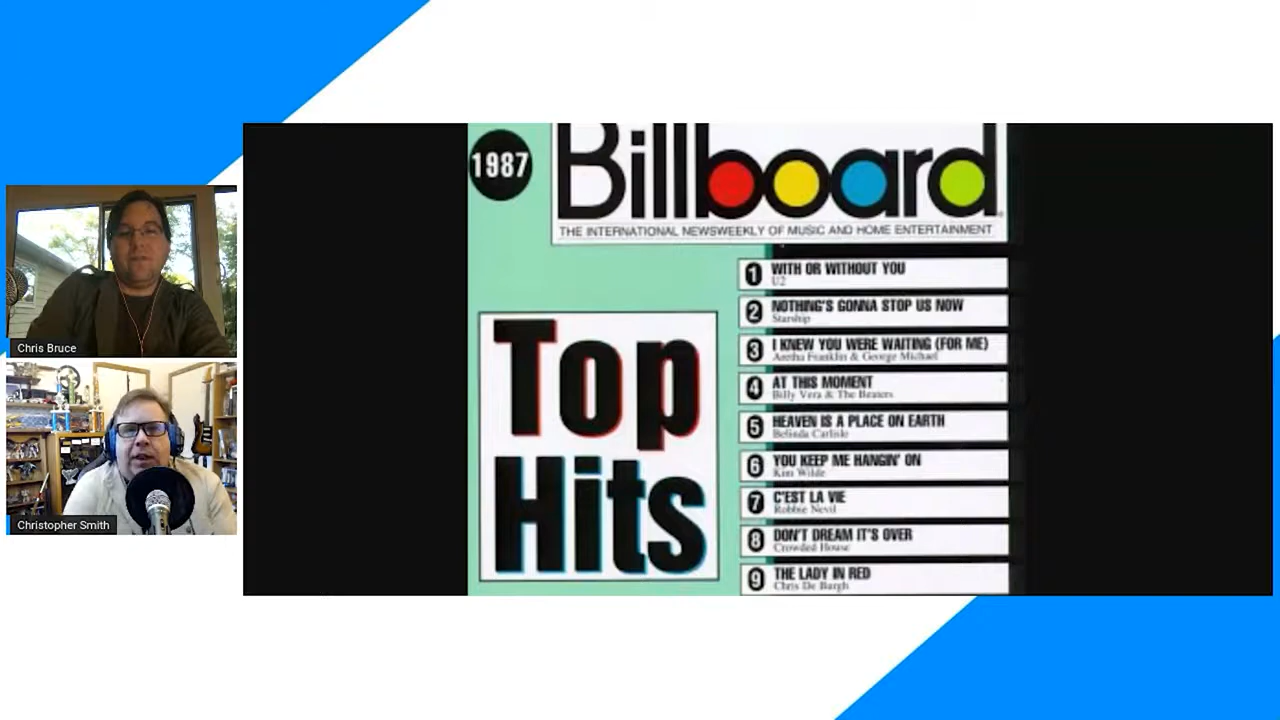 1987
Billboard
THE INTERNATIONAL NEWSWEEKLY OF MUSIC AND HOME ENTERTAINMENT
Top
Hits
1 WITH OR WITHOUT YOU
U2
2 NOTHING'S GONNA STOP US NOW
Starship
3 I KNEW YOU WERE WAITING (FOR ME)
Aretha Franklin & George Michael
4 AT THIS MOMENT
Billy Vera & The Beaters
5 HEAVEN IS A PLACE ON EARTH
Belinda Carlisle
6 YOU KEEP ME HANGIN' ON
Kim Wilde
7 C'EST LA VIE
Robbie Nevil
8 DON'T DREAM IT'S OVER
Crowded House
9 THE LADY IN RED
Chris De Burgh
Chris Bruce
Christopher Smith